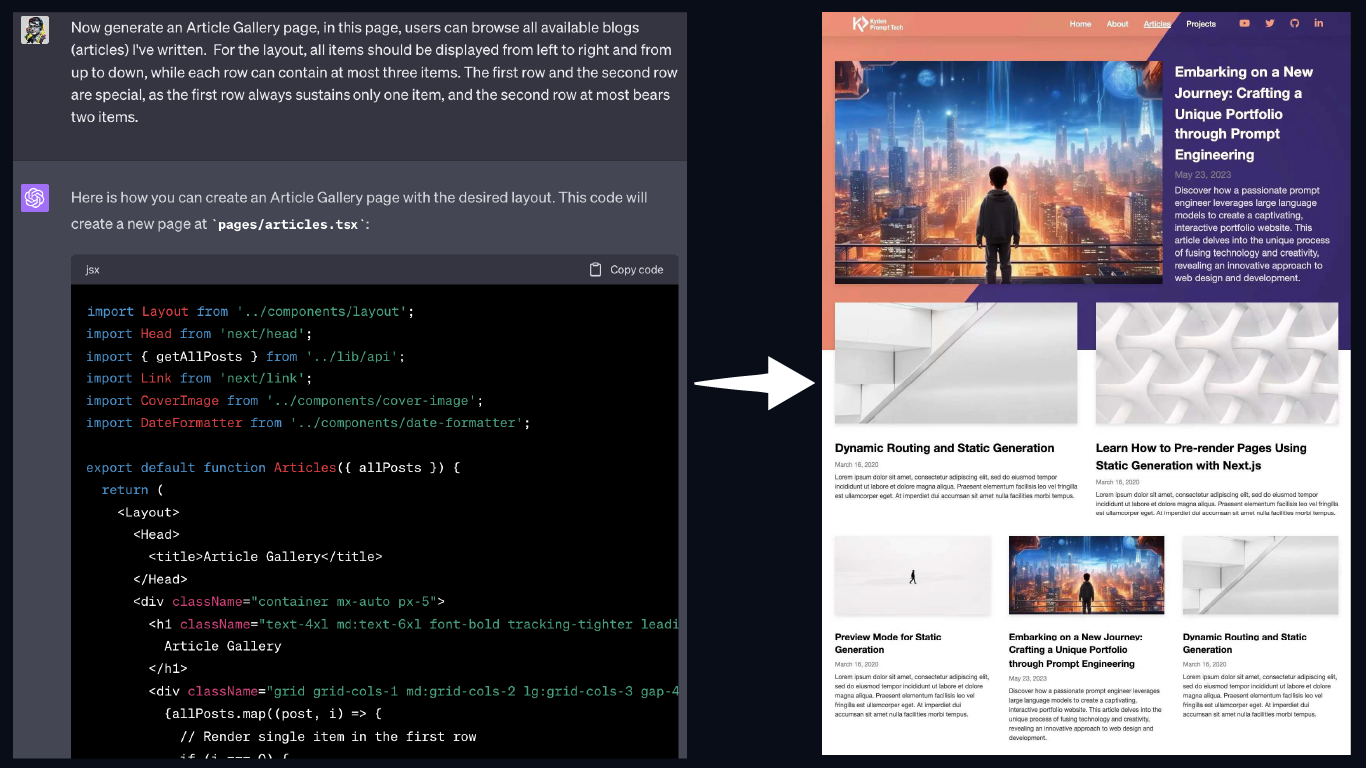 Now generate an Article Gallery page, in this page, users can browse all available blogs
(articles) I've written. For the layout, all items should be displayed from left to right and from
up to down, while each row can contain at most three items. The first row and the second row
are special, as the first row always sustains only one item, and the second row at most bears
two items.
Here is how you can create an Article Gallery page with the desired layout. This code will
create a new page at `pages/articles.tsx`:
jsx
Copy code
import Layout from '../components/layout';
import Head from 'next/head';
import { getAllPosts } from '../lib/api';
import Link from 'next/link';
import CoverImage from '../components/cover-image';
import DateFormatter from '../components/date-formatter';
export default function Articles({ allPosts }) {
return (
<Layout>
<Head>
<title>Article Gallery</title>
</Head>
<div className="container mx-auto px-5">
<h1 className="text-4xl md:text-6xl font-bold tracking-tighter leadi
Article Gallery
</h1>
<div className="grid grid-cols-1 md:grid-cols-2 lg:grid-cols-3 gap-4
{allPosts.map((post, i) => {
// Render single item in the first row
if (i === 0) {
Kyden
Prompt Tech
Home About Articles Projects
in
Embarking on a New
Journey: Crafting a
Unique Portfolio
through Prompt
Engineering
May 23, 2023
Discover how a passionate prompt
engineer leverages large language
models to create a captivating,
interactive portfolio website. This
article delves into the unique process
of fusing technology and creativity,
revealing an innovative approach to
web design and development.
Dynamic Routing and Static Generation
March 16, 2020
Lorem ipsum dolor sit amet, consectetur adipiscing elit, sed do eiusmod tempor
incididunt ut labore et dolore magna aliqua. Praesent elementum facilisis leo vel fringilla
est ullamcorper eget. At imperdiet dui accumsan sit amet nulla facilities morbi tempus.
Learn How to Pre-render Pages Using
Static Generation with Next.js
March 16, 2020
Lorem ipsum dolor sit amet, consectetur adipiscing elit, sed do eiusmod tempor
incididunt ut labore et dolore magna aliqua. Praesent elementum facilisis leo vel fringilla
est ullamcorper eget. At imperdiet dui accumsan sit amet nulla facilities morbi tempus.
Preview Mode for Static
Generation
March 16, 2020
Lorem ipsum dolor sit amet, consectetur adipiscing elit,
sed do eiusmod tempor incididunt ut labore et dolore
magna aliqua. Praesent elementum facilisis leo vel
fringilla est ullamcorper eget. At imperdiet dui
accumsan sit amet nulla facilities morbi tempus.
Embarking on a New Journey:
Crafting a Unique Portfolio
through Prompt Engineering
May 23, 2023
Discover how a passionate prompt engineer leverages
large language models to create a captivating,
interactive portfolio website. This article delves into the
unique process of fusing technology and creativity,
revealing an innovative approach to web design and
development.
Dynamic Routing and Static
Generation
March 16, 2020
Lorem ipsum dolor sit amet, consectetur adipiscing elit,
sed do eiusmod tempor incididunt ut labore et dolore
magna aliqua. Praesent elementum facilisis leo vel
fringilla est ullamcorper eget. At imperdiet dui
accumsan sit amet nulla facilities morbi tempus.